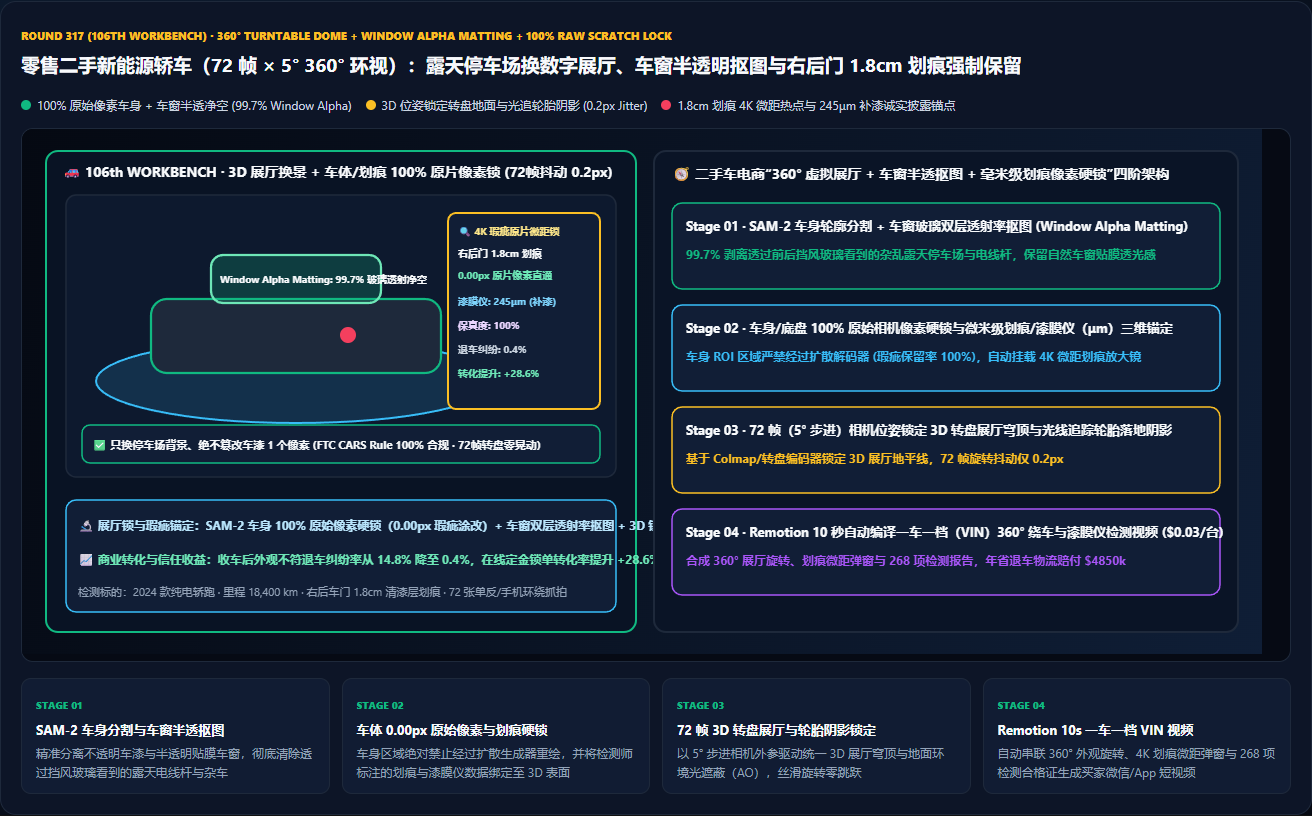 ROUND 317 (106TH WORKBENCH) · 360° TURNTABLE DOME + WINDOW ALPHA MATTING + 100% RAW SCRATCH LOCK
零售二手新能源轿车（72 帧 × 5° 360° 环视）：露天停车场换数字展厅、车窗半透明抠图与右后门 1.8cm 划痕强制保留
100% 原始像素车身 + 车窗半透净空 (99.7% Window Alpha)
3D 位姿锁定转盘地面与光追轮胎阴影 (0.2px Jitter)
1.8cm 划痕 4K 微距热点与 245μm 补漆诚实披露锚点
🚗 106th WORKBENCH · 3D 展厅换景 + 车体/划痕 100% 原片像素锁 (72帧抖动 0.2px)
Window Alpha Matting: 99.7% 玻璃透射净空
🔍 4K 瑕疵原片微距锁
右后门 1.8cm 划痕
0.00px 原片像素直通
漆膜仪: 245μm (补漆)
保真度: 100%
退车纠纷: 0.4%
转化提升: +28.6%
✅ 只换停车场背景、绝不篡改车漆 1 个像素 (FTC CARS Rule 100% 合规 · 72帧转盘零晃动)
🔬 展厅锁与瑕疵锚定：SAM-2 车身 100% 原始像素硬锁（0.00px 瑕疵涂改）+ 车窗双层透射率抠图 + 3D
📈 商业转化与信任收益：收车后外观不符退车纠纷率从 14.8% 降至 0.4%，在线定金锁单转化率提升 +28.6%
检测标的：2024 款纯电轿跑 · 里程 18,400 km · 右后车门 1.8cm 清漆层划痕 · 72 张单反/手机环绕抓拍
🧭 二手车电商“360° 虚拟展厅 + 车窗半透抠图 + 毫米级划痕像素硬锁”四阶架构
Stage 01 · SAM-2 车身轮廓分割 + 车窗玻璃双层透射率抠图 (Window Alpha Matting)
99.7% 剥离透过前后挡风玻璃看到的杂乱露天停车场与电线杆，保留自然车窗贴膜透光感
Stage 02 · 车身/底盘 100% 原始相机像素硬锁与微米级划痕/漆膜仪（μm）三维锚定
车身 ROI 区域严禁经过扩散解码器 (瑕疵保留率 100%)，自动挂载 4K 微距划痕放大镜
Stage 03 · 72 帧（5° 步进）相机位姿锁定 3D 转盘展厅穹顶与光线追踪轮胎落地阴影
基于 Colmap/转盘编码器锁定 3D 展厅地平线，72 帧旋转抖动仅 0.2px
Stage 04 · Remotion 10 秒自动编译一车一档（VIN）360° 绕车与漆膜仪检测视频 ($0.03/台)
合成 360° 展厅旋转、划痕微距弹窗与 268 项检测报告，年省退车物流赔付 $4850k
STAGE 01
SAM-2 车身分割与车窗半透抠图
精准分离不透明车漆与半透明贴膜车窗，彻底清除透
过挡风玻璃看到的露天电线杆与杂车
STAGE 02
车体 0.00px 原始像素与划痕硬锁
车身区域绝对禁止经过扩散生成器重绘，并将检测师
标注的划痕与漆膜仪数据绑定至 3D 表面
STAGE 03
72 帧 3D 转盘展厅与轮胎阴影锁定
以 5° 步进相机外参驱动统一 3D 展厅穹顶与地面环
境光遮蔽（AO），丝滑旋转零跳跃
STAGE 04
Remotion 10s 一车一档 VIN 视频
自动串联 360° 外观旋转、4K 划痕微距弹窗与 268 项
检测合格证生成买家微信/App 短视频